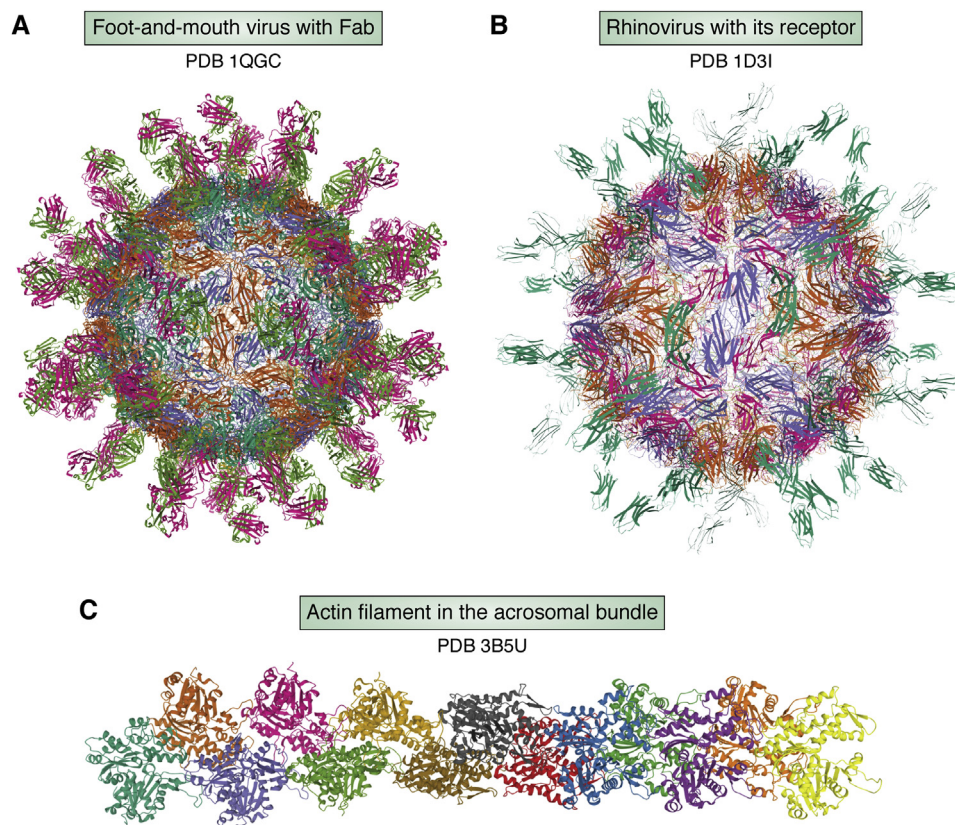 A
Foot-and-mouth virus with Fab
PDB 1QGC
B
Rhinovirus with its receptor
PDB 1D3I
C
Actin filament in the acrosomal bundle
PDB 3B5U